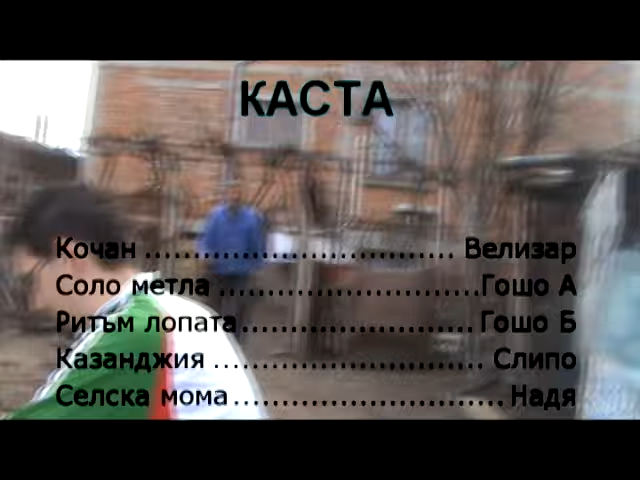 КАСТА
Кочан ................................ Велизар
Соло метла ...........................Гошо А
Ритъм лопата........................ Гошо Б
Казанджия ............................ Слипо
Селска мома ............................ Надя